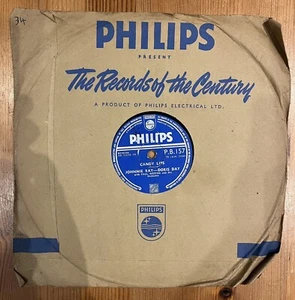 34
PHILIPS
PRESENT
The Records of the Century
A PRODUCT OF PHILIPS ELECTRICAL LTD.
PHILIPS
P.B.157
CANDY LIPS
JOHNNIE RAY—DORIS DAY
PHILIPS